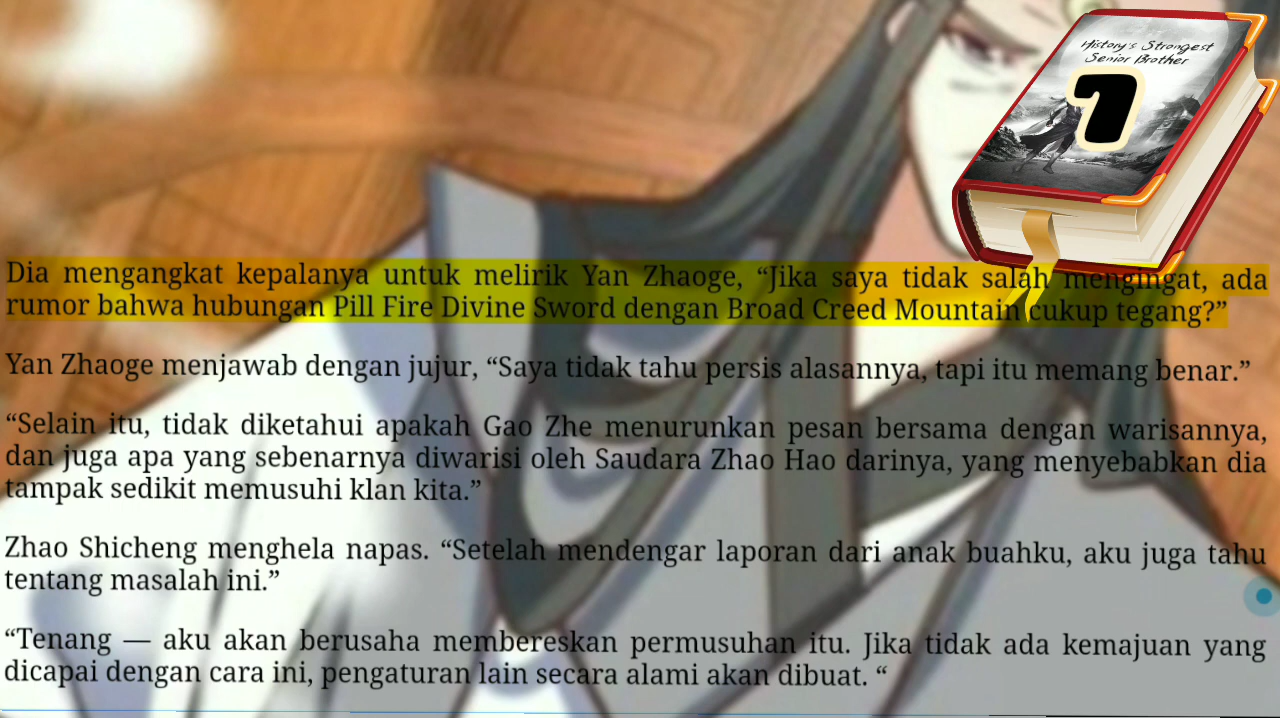 History's Strongest
Senior Brother
7
Dia mengangkat kepalanya untuk melirik Yan Zhaoge, “Jika saya tidak salah mengingat, ada
rumor bahwa hubungan Pill Fire Divine Sword dengan Broad Creed Mountain cukup tegang?”
Yan Zhaoge menjawab dengan jujur, “Saya tidak tahu persis alasannya, tapi itu memang benar.”
“Selain itu, tidak diketahui apakah Gao Zhe menurunkan pesan bersama dengan warisannya,
dan juga apa yang sebenarnya diwarisi oleh Saudara Zhao Hao darinya, yang menyebabkan dia
tampak sedikit memusuhi klan kita.”
Zhao Shicheng menghela napas. “Setelah mendengar laporan dari anak buahku, aku juga tahu
tentang masalah ini.”
“Tenang — aku akan berusaha membereskan permusuhan itu. Jika tidak ada kemajuan yang
dicapai dengan cara ini, pengaturan lain secara alami akan dibuat. “